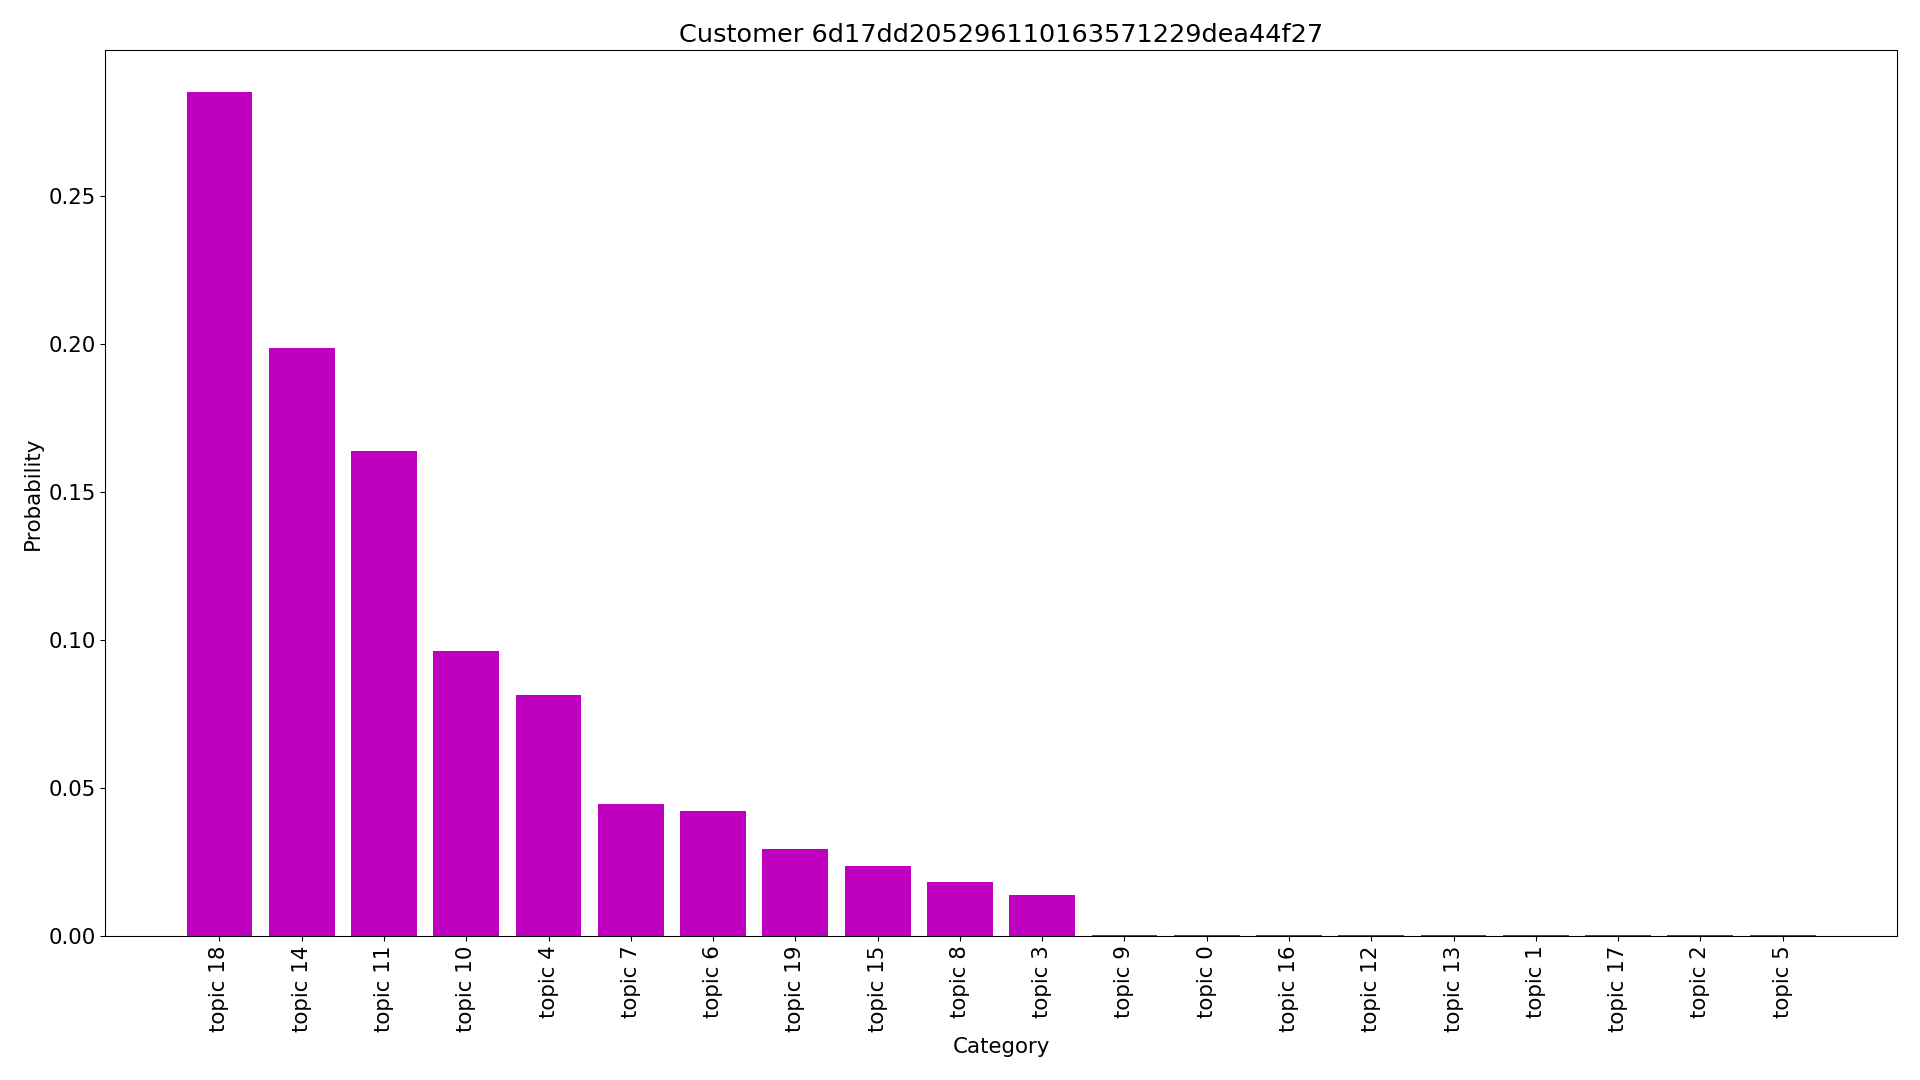 Customer 6d17dd205296110163571229dea44f27
Probability
0.25
0.20
0.15
0.10
0.05
0.00
topic 18
topic 14
topic 11
topic 10
topic 4
topic 7
topic 6
topic 19
topic 15
topic 8
topic 3
topic 9
topic 0
topic 16
topic 12
topic 13
topic 1
topic 17
topic 2
topic 5
Category